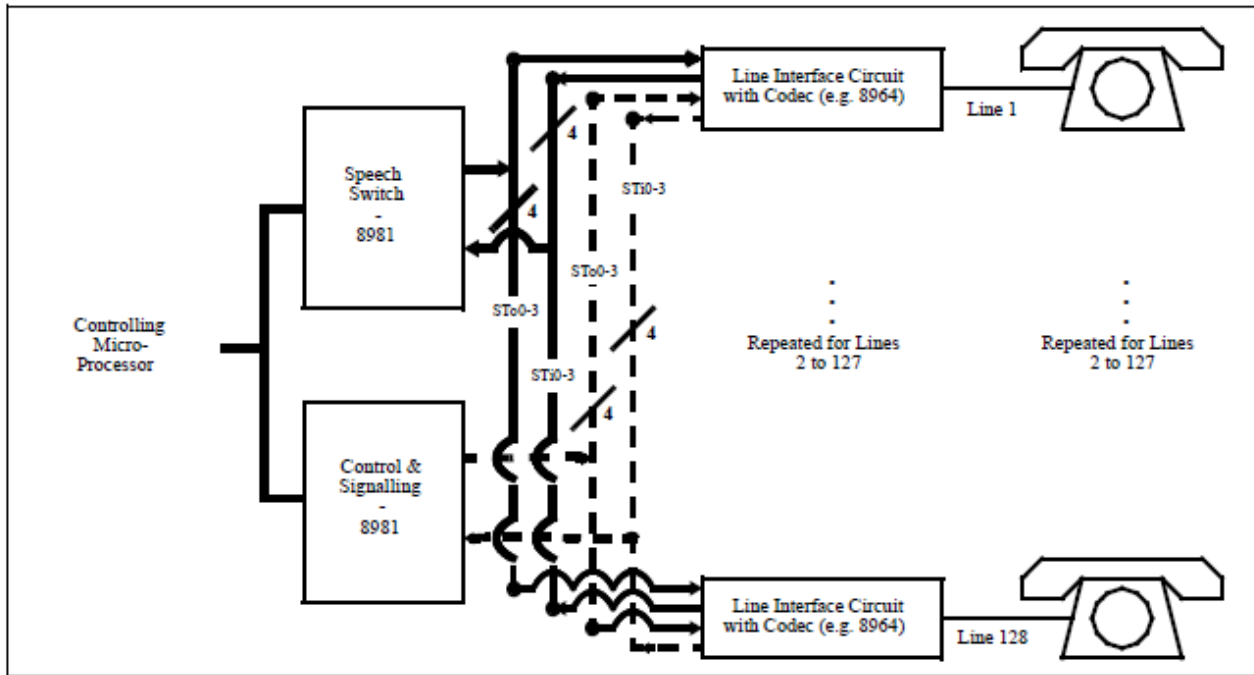 Line Interface Circuit
with Codec (e.g. 8964)
Line 1
4
STi0-3
Speech
Switch
-
8981
4
STo0-3
STo0-3
Controlling
Micro-
Processor
4
Repeated for Lines
2 to 127
Repeated for Lines
2 to 127
STi0-3
4
Control &
Signalling
-
8981
Line Interface Circuit
with Codec (e.g. 8964)
Line 128